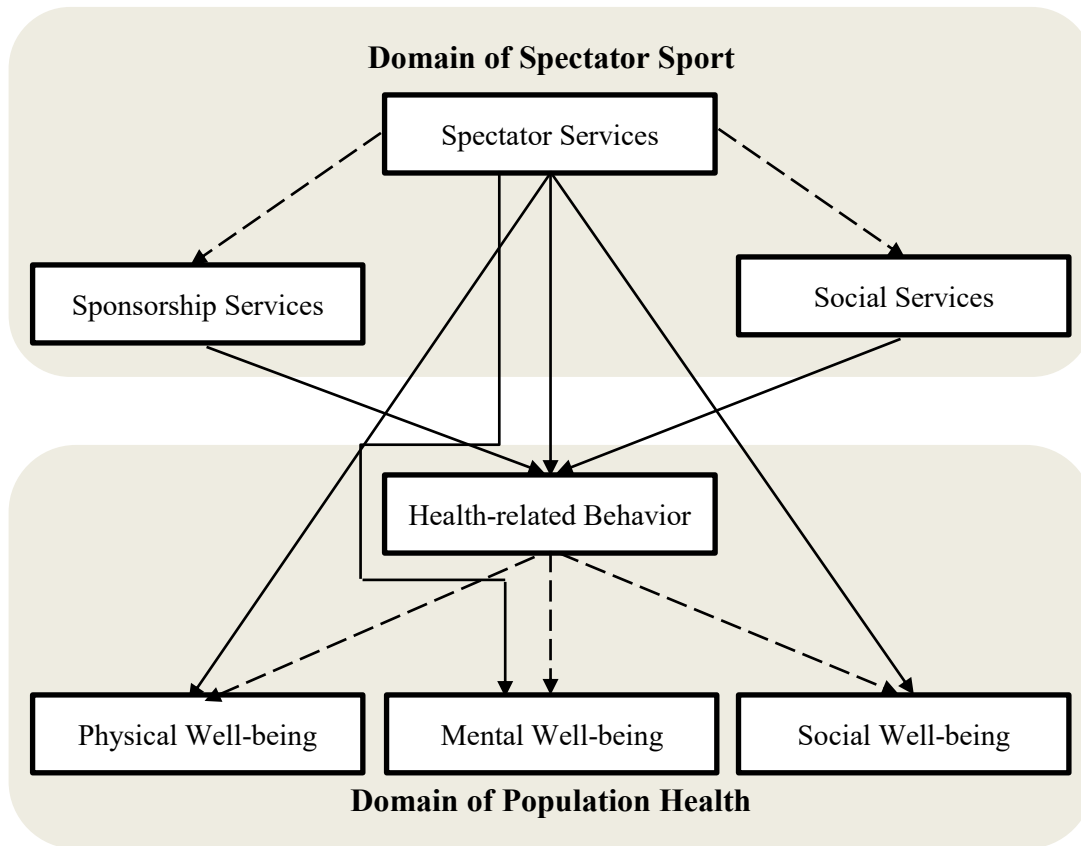 Domain of Spectator Sport
Spectator Services
Sponsorship Services
Social Services
Health-related Behavior
Physical Well-being
Mental Well-being
Social Well-being
Domain of Population Health